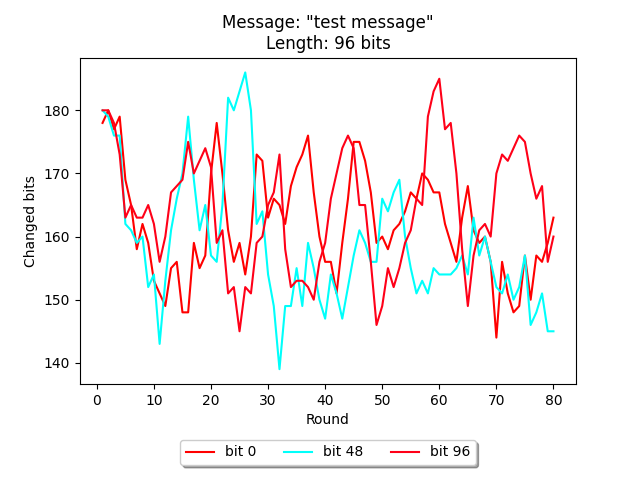 Message: "test message"
Length: 96 bits
Changed bits
180
170
160
150
140
0 10 20 30 40 50 60 70 80
Round
bit 0 bit 48 bit 96